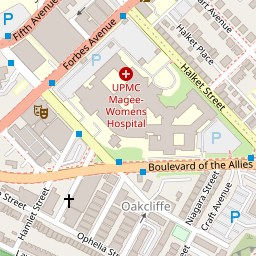 Fifth Avenue
Forbes Avenue
Halket Place
Halket Street
UPMC
Magee-
Womens
Hospital
Boulevard of the Allies
Oakcliffe
Hamlet Street
Ophelia Street
Niagara Street
Craft Avenue
P
P
P
P